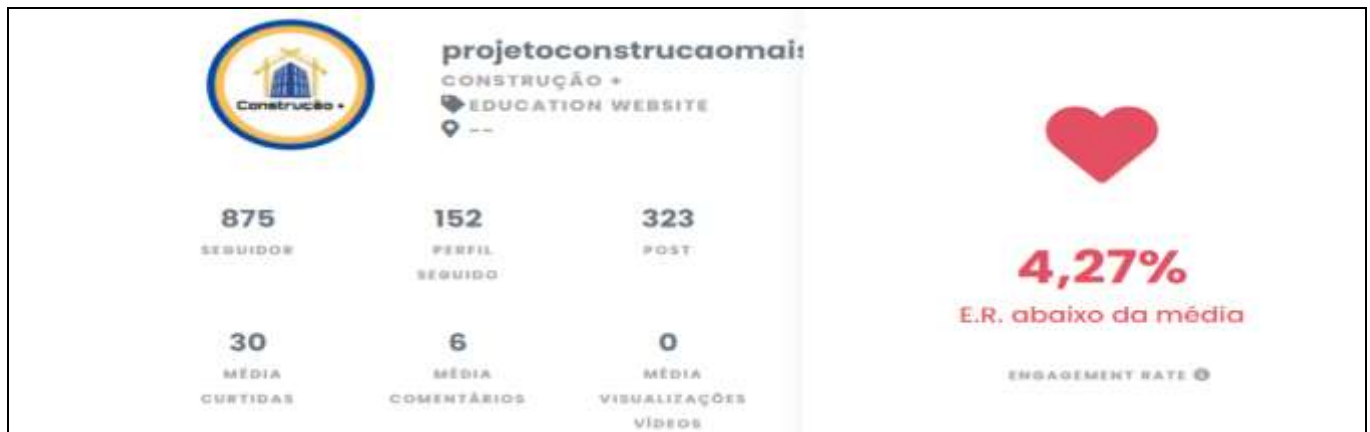 Construção +
projetoconstrucaomais
CONSTRUÇÃO +
EDUCATION WEBSITE
--
875
SEGUIDOR
152
PERFIL
SEGUIDO
323
POST
30
MÉDIA
CURTIDAS
6
MÉDIA
COMENTÁRIOS
0
MÉDIA
VISUALIZAÇÕES
VÍDEOS
4,27%
E.R. abaixo da média
ENGAGEMENT RATE